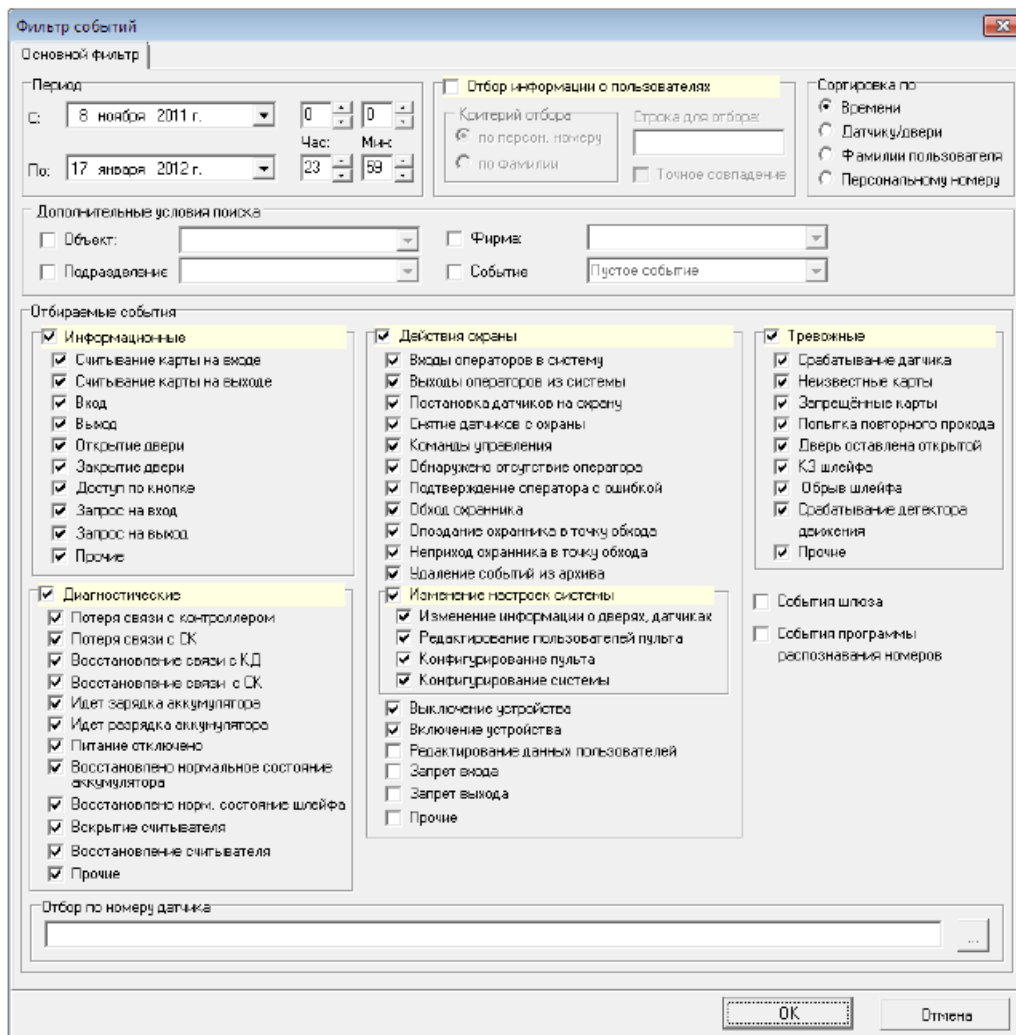 Фильтр событий
Основной фильтр
Период
С:
8 ноября 2011 г.
0
0
Час:
Мин:
По:
17 января 2012 г.
23
59
Отбор информации о пользователях
Критерий отбора
по персон. номеру
по фамилии
Строка для отбора:
Точное совпадение
Сортировка по
Времени
Датчику/двери
Фамилии пользователя
Персональному номеру
Дополнительные условия поиска
Объект:
Фирма:
Подразделение
Событие
Пустое событие
Отбираемые события
Информационные
Считывание карты на входе
Считывание карты на выходе
Вход
Выход
Открытие двери
Закрытие двери
Доступ по кнопке
Запрос на вход
Запрос на выход
Прочие
Диагностические
Потеря связи с контроллером
Потеря связи с СК
Восстановление связи с КД
Восстановление связи с СК
Идет зарядка аккумулятора
Идет разрядка аккумулятора
Питание отключено
Восстановлено нормальное состояние
аккумулятора
Восстановлено норм. состояние шлейфа
Вскрытие считывателя
Восстановление считывателя
Прочие
Действия охраны
Входы операторов в систему
Выходы операторов из системы
Постановка датчиков на охрану
Снятие датчиков с охраны
Команды управления
Обнаружено отсутствие оператора
Подтверждение оператора с ошибкой
Обход охранника
Опоздание охранника в точку обхода
Неприход охранника в точку обхода
Удаление событий из архива
Изменение настроек системы
Изменение информации о дверях, датчиках
Редактирование пользователей пульта
Конфигурирование пульта
Конфигурирование системы
Выключение устройства
Включение устройства
Редактирование данных пользователей
Запрет входа
Запрет выхода
Прочие
Тревожные
Срабатывание датчика
Неизвестные карты
Запрещённые карты
Попытка повторного прохода
Дверь оставлена открытой
КЗ шлейфа
Обрыв шлейфа
Срабатывание детектора
движения
Прочие
События шлюза
События программы
распознавания номеров
Отбор по номеру датчика
...
OK
Отмена